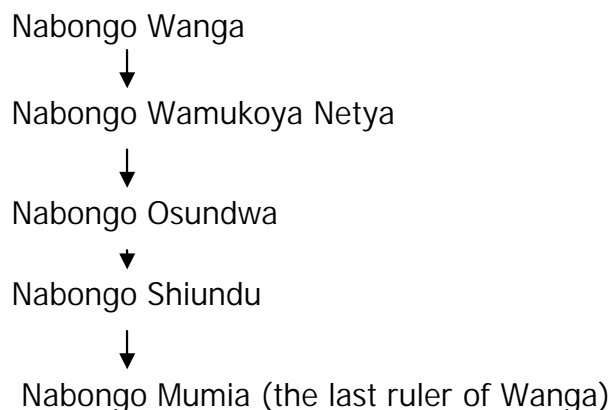 Nabongo Wanga
Nabongo Wamukoya Netya
Nabongo Osundwa
Nabongo Shiundu
Nabongo Mumia (the last ruler of Wanga)